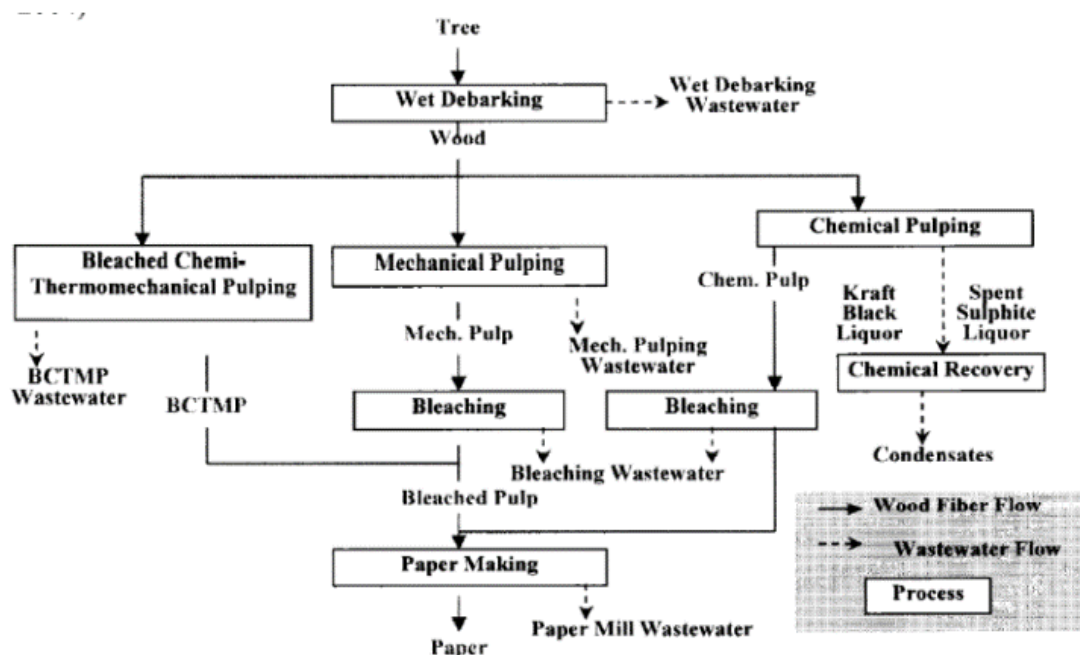 Tree
Wet Debarking
Wet Debarking
Wastewater
Wood
Chemical Pulping
Bleached Chemi-
Thermomechanical Pulping
Mechanical Pulping
Chem. Pulp
Kraft
Black
Liquor
Spent
Sulphite
Liquor
Mech. Pulp
Mech. Pulping
Wastewater
BCTMP
Wastewater
BCTMP
Chemical Recovery
Bleaching
Bleaching
Condensates
Bleaching Wastewater
Bleached Pulp
Wood Fiber Flow
Wastewater Flow
Process
Paper Making
Paper Mill Wastewater
Paper